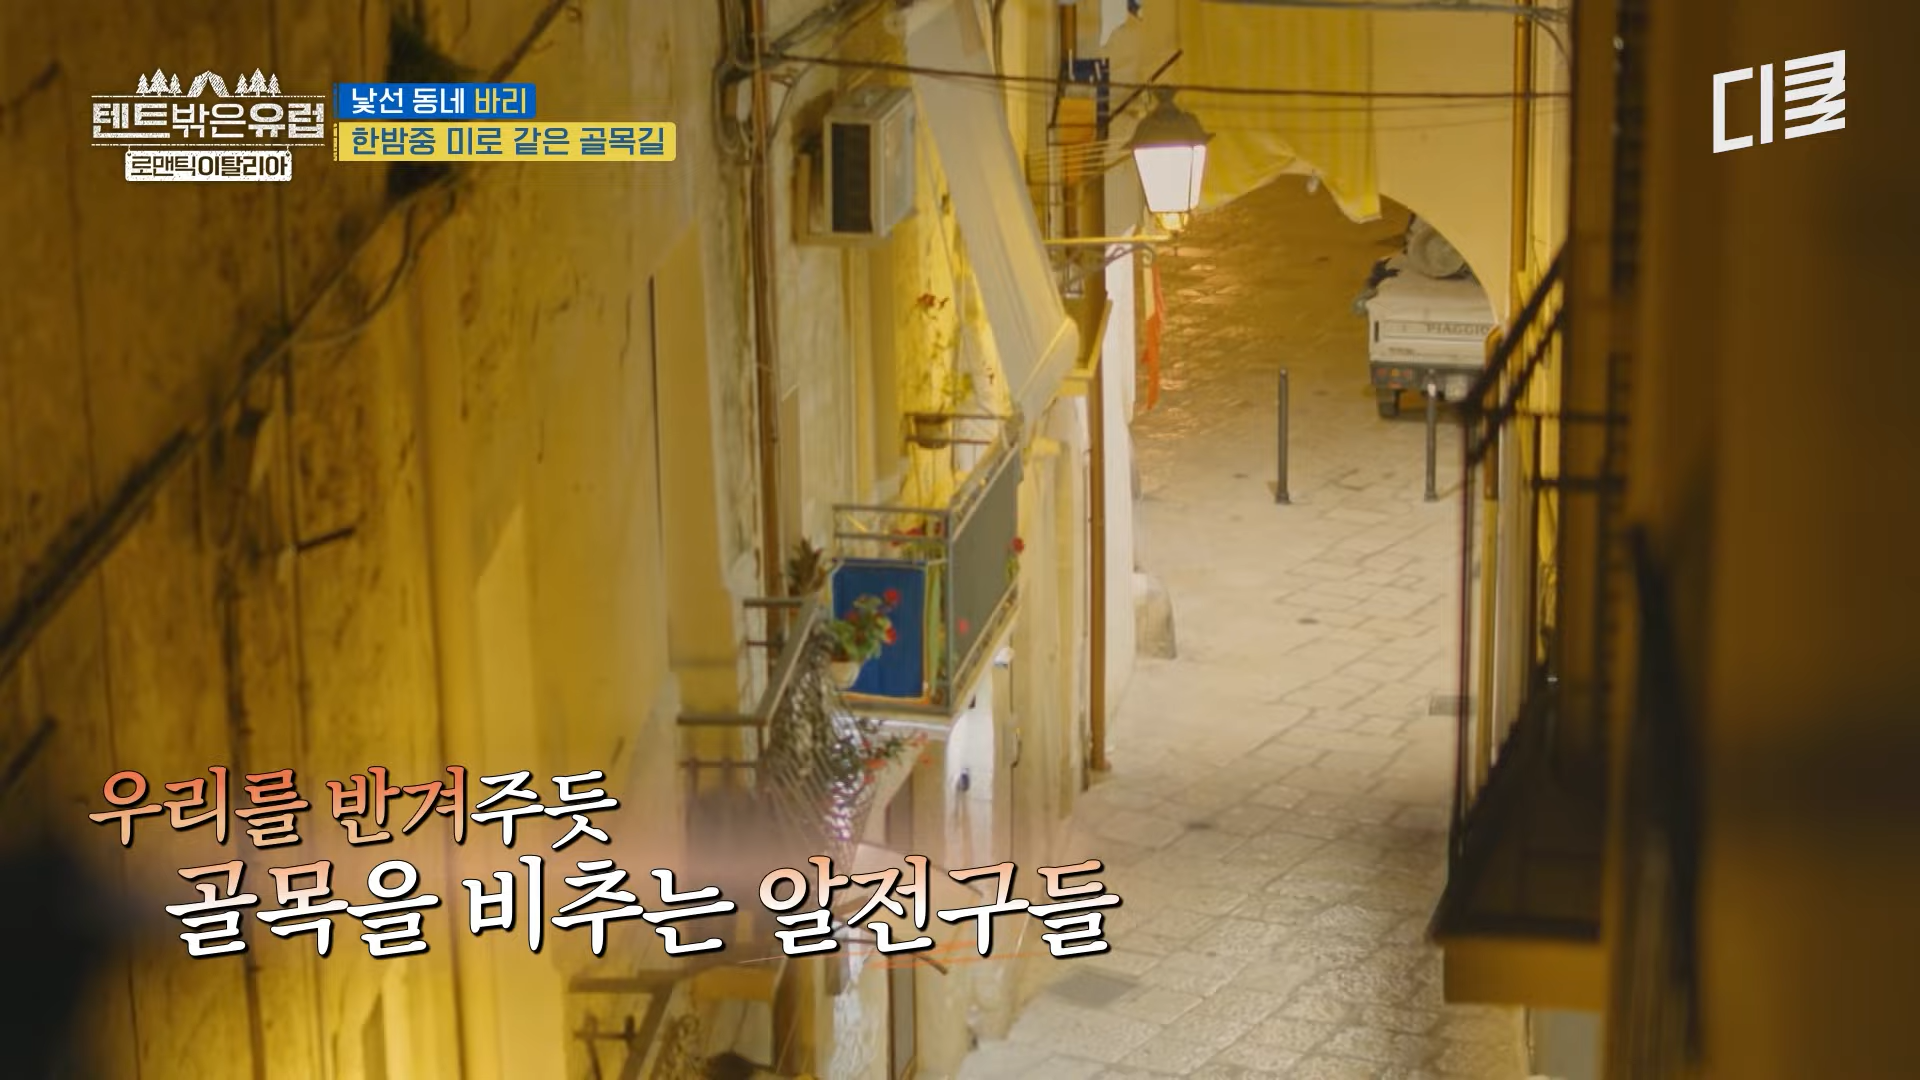 텐트밖은유럽
로맨틱이탈리아
낯선 동네 바리
한밤중 미로 같은 골목길
디글
PIAGGIO
우리를 반겨주듯
골목을 비추는 알전구들